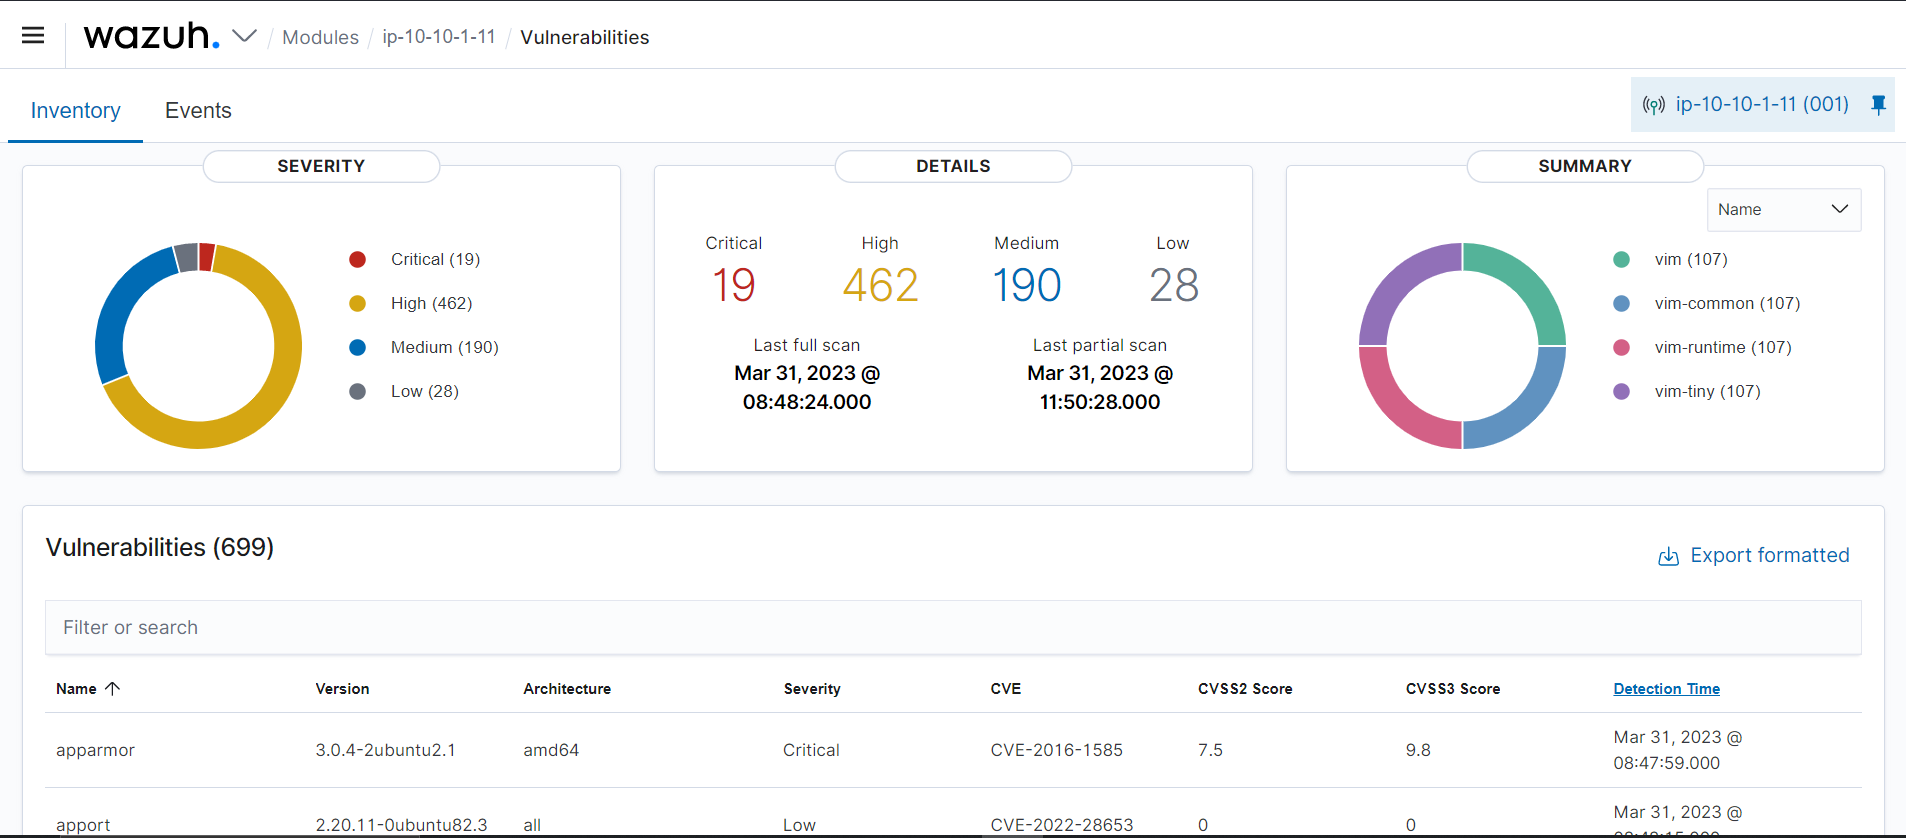 wazuh. / Modules / ip-10-10-1-11 / Vulnerabilities
Inventory Events
ip-10-10-1-11 (001)
SEVERITY
Critical (19)
High (462)
Medium (190)
Low (28)
DETAILS
Critical High Medium Low
19 462 190 28
Last full scan
Mar 31, 2023 @
08:48:24.000
Last partial scan
Mar 31, 2023 @
11:50:28.000
SUMMARY
Name
vim (107)
vim-common (107)
vim-runtime (107)
vim-tiny (107)
Vulnerabilities (699)
Export formatted
Filter or search
Name Version Architecture Severity CVE CVSS2 Score CVSS3 Score Detection Time
apparmor 3.0.4-2ubuntu2.1 amd64 Critical CVE-2016-1585 7.5 9.8 Mar 31, 2023 @
08:47:59.000
apport 2.20.11-0ubuntu82.3 all Low CVE-2022-28653 0 0 Mar 31, 2023 @